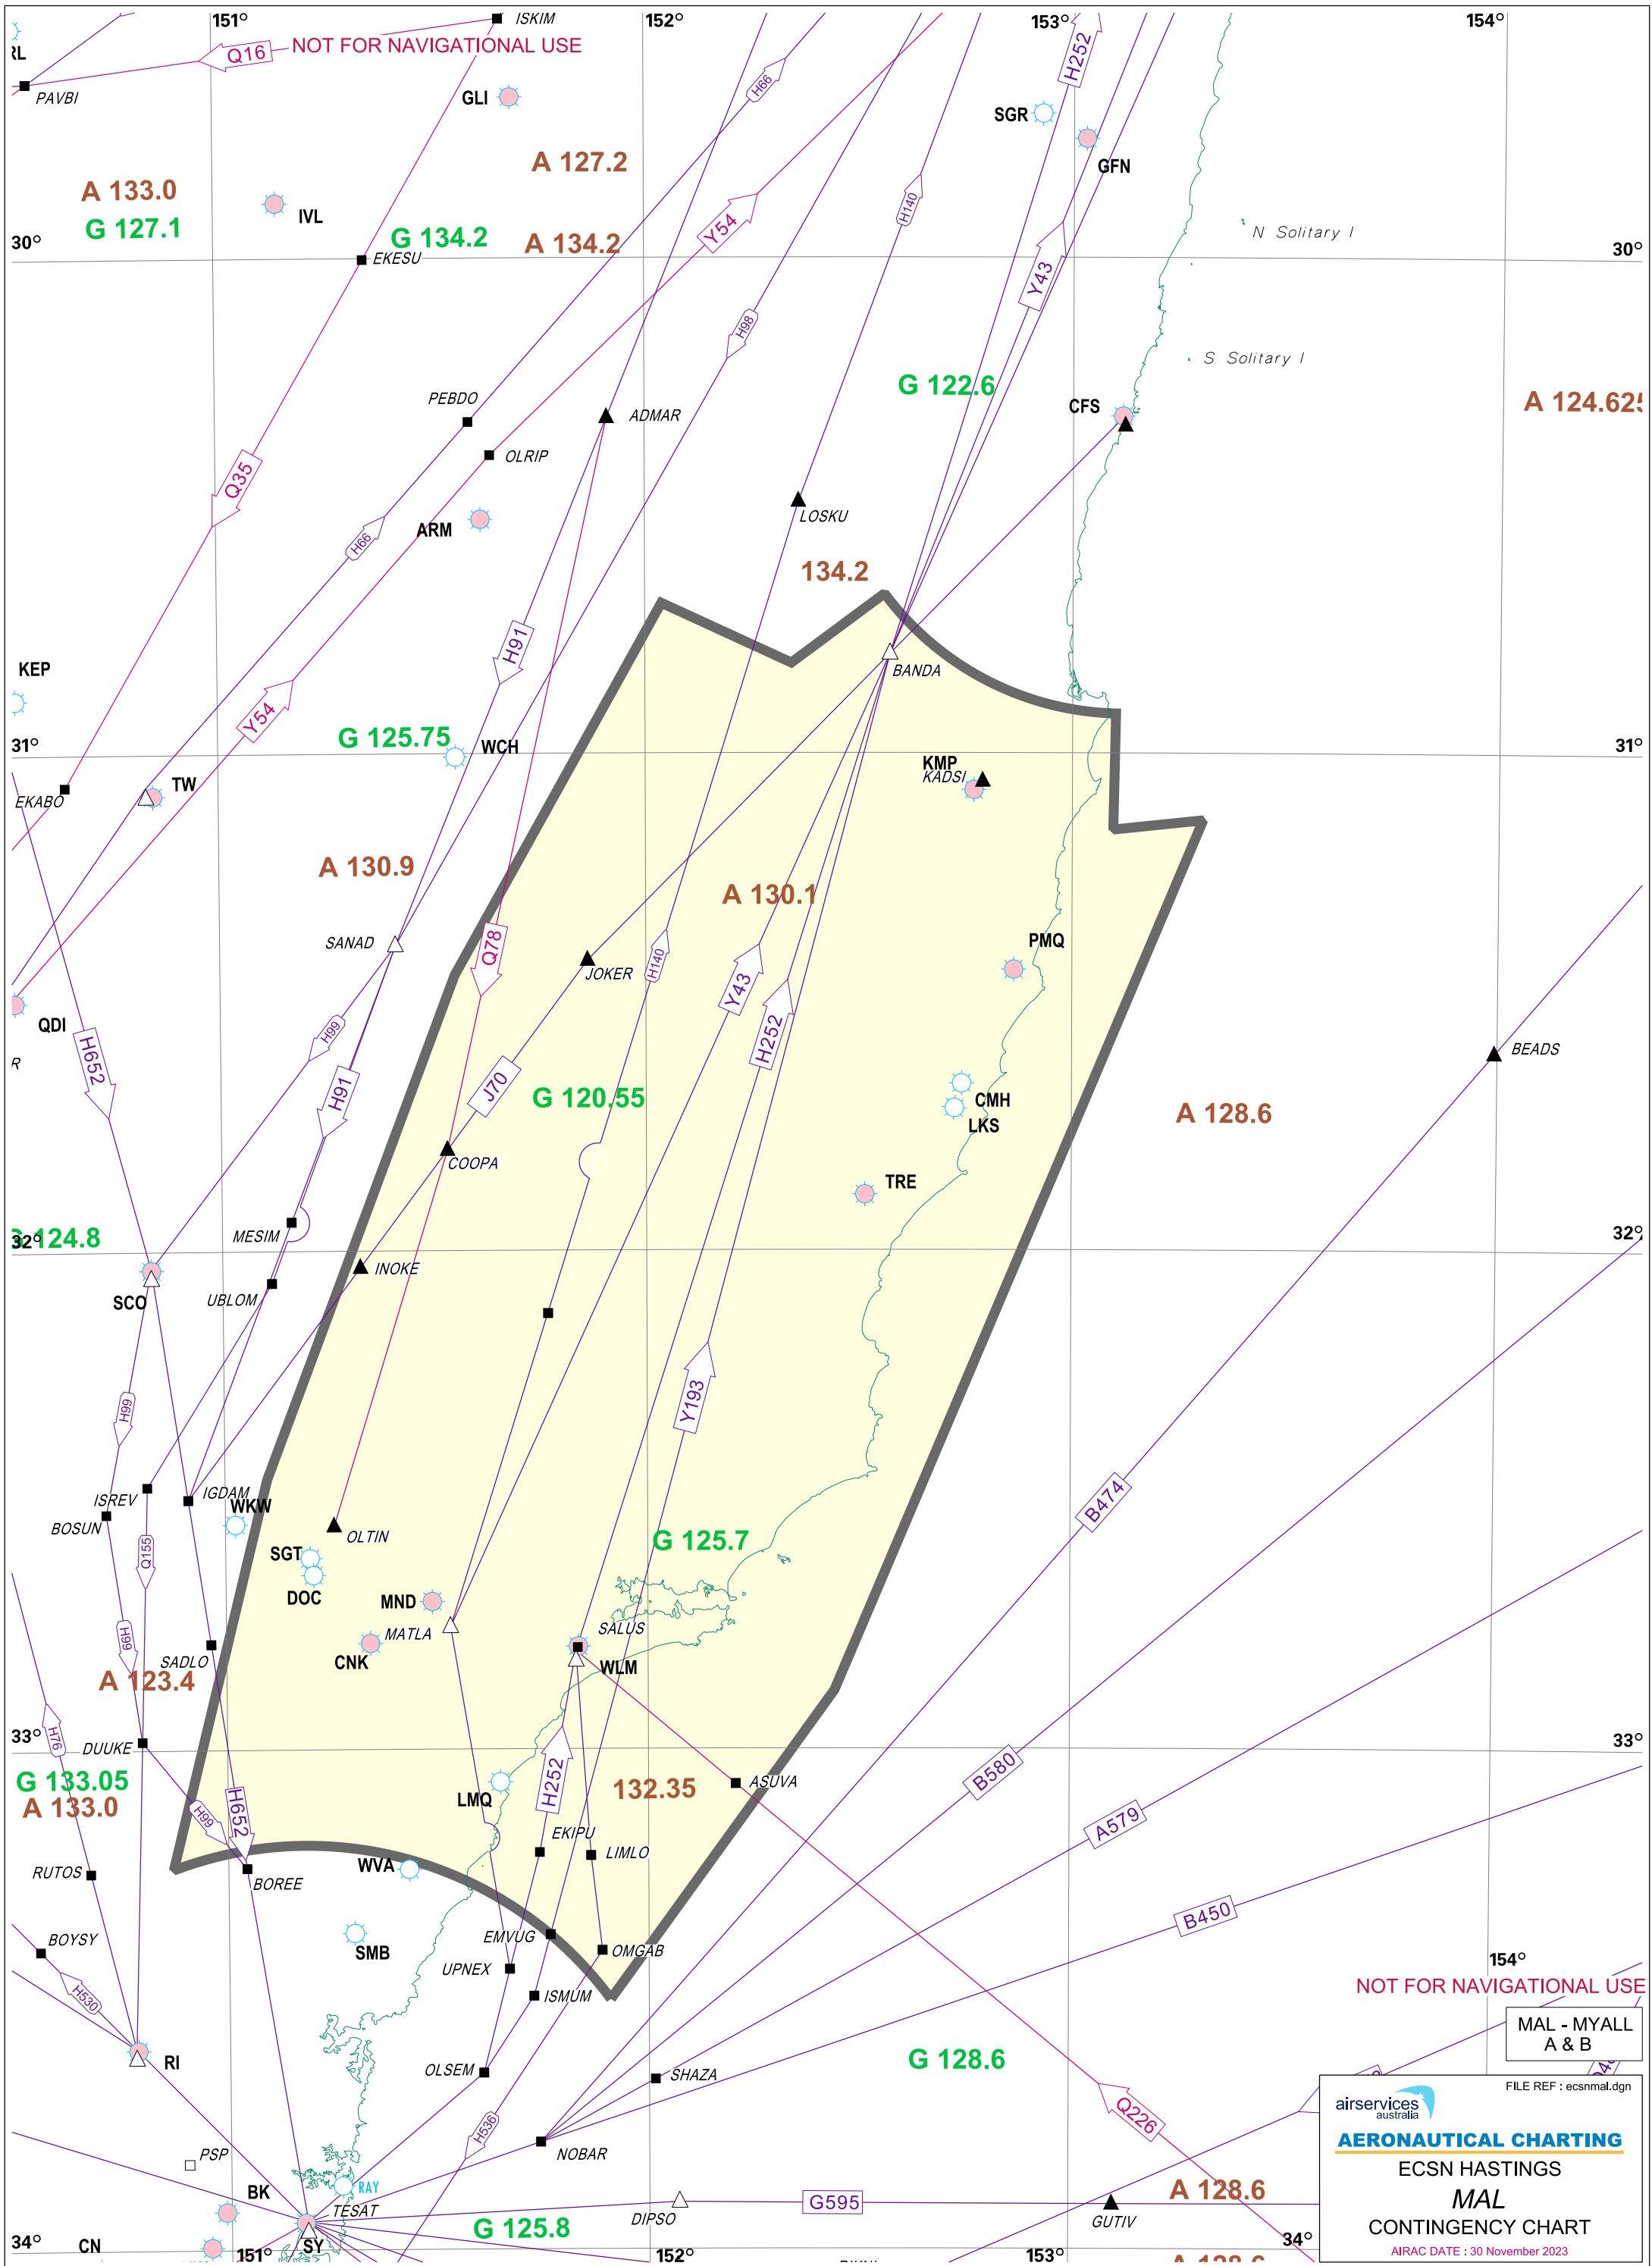 151°
152°
153°
154°
ISKIM
Q16
NOT FOR NAVIGATIONAL USE
H252
RL
PAVBI
GLI
H66
SGR
GFN
A 127.2
A 133.0
G 127.1
IVL
H140
Y54
N Solitary I
30°
G 134.2
A 134.2
30°
EKESU
Y43
H98
S Solitary I
G 122.6
PEBDO
ADMAR
CFS
A 124.625
OLRIP
Q35
LOSKU
ARM
H66
134.2
H91
KEP
BANDA
Y54
31°
G 125.75
WCH
31°
KMP
KADSI
EKABO
TW
A 130.9
A 130.1
SANAD
Q78
JOKER
H140
PMQ
Y43
QDI
H99
H252
R
H652
BEADS
H91
J70
G 120.55
CMH
LKS
A 128.6
COOPA
TRE
MESIM
G 124.8
32°
32°
INOKE
SCO
UBLOM
H99
Y193
B474
ISREV
IGDAM
WKW
BOSUN
OLTIN
Q155
SGT
G 125.7
DOC
MND
SALUS
MATLA
H99
SADLO
CNK
WLM
A 123.4
33°
H76
DUUKE
33°
G 133.05
A 133.0
H652
H99
LMQ
H252
132.35
ASUVA
B580
A579
EKIPU
LIMLO
RUTOS
BOREE
WVA
B450
BOYSY
SMB
EMVUG
OMGAB
UPNEX
154°
NOT FOR NAVIGATIONAL USE
H530
ISMUM
MAL - MYALL
A & B
RI
OLSEM
SHAZA
G 128.6
FILE REF : ecsnmal.dgn
airservices
australia
Q226
H536
NOBAR
AERONAUTICAL CHARTING
PSP
ECSN HASTINGS
RAY
MAL
BK
TESAT
A 128.6
G595
CONTINGENCY CHART
DIPSO
GUTIV
G 125.8
34°
CN
SY
34°
AIRAC DATE : 30 November 2023
151°
152°
153°
A 128.6